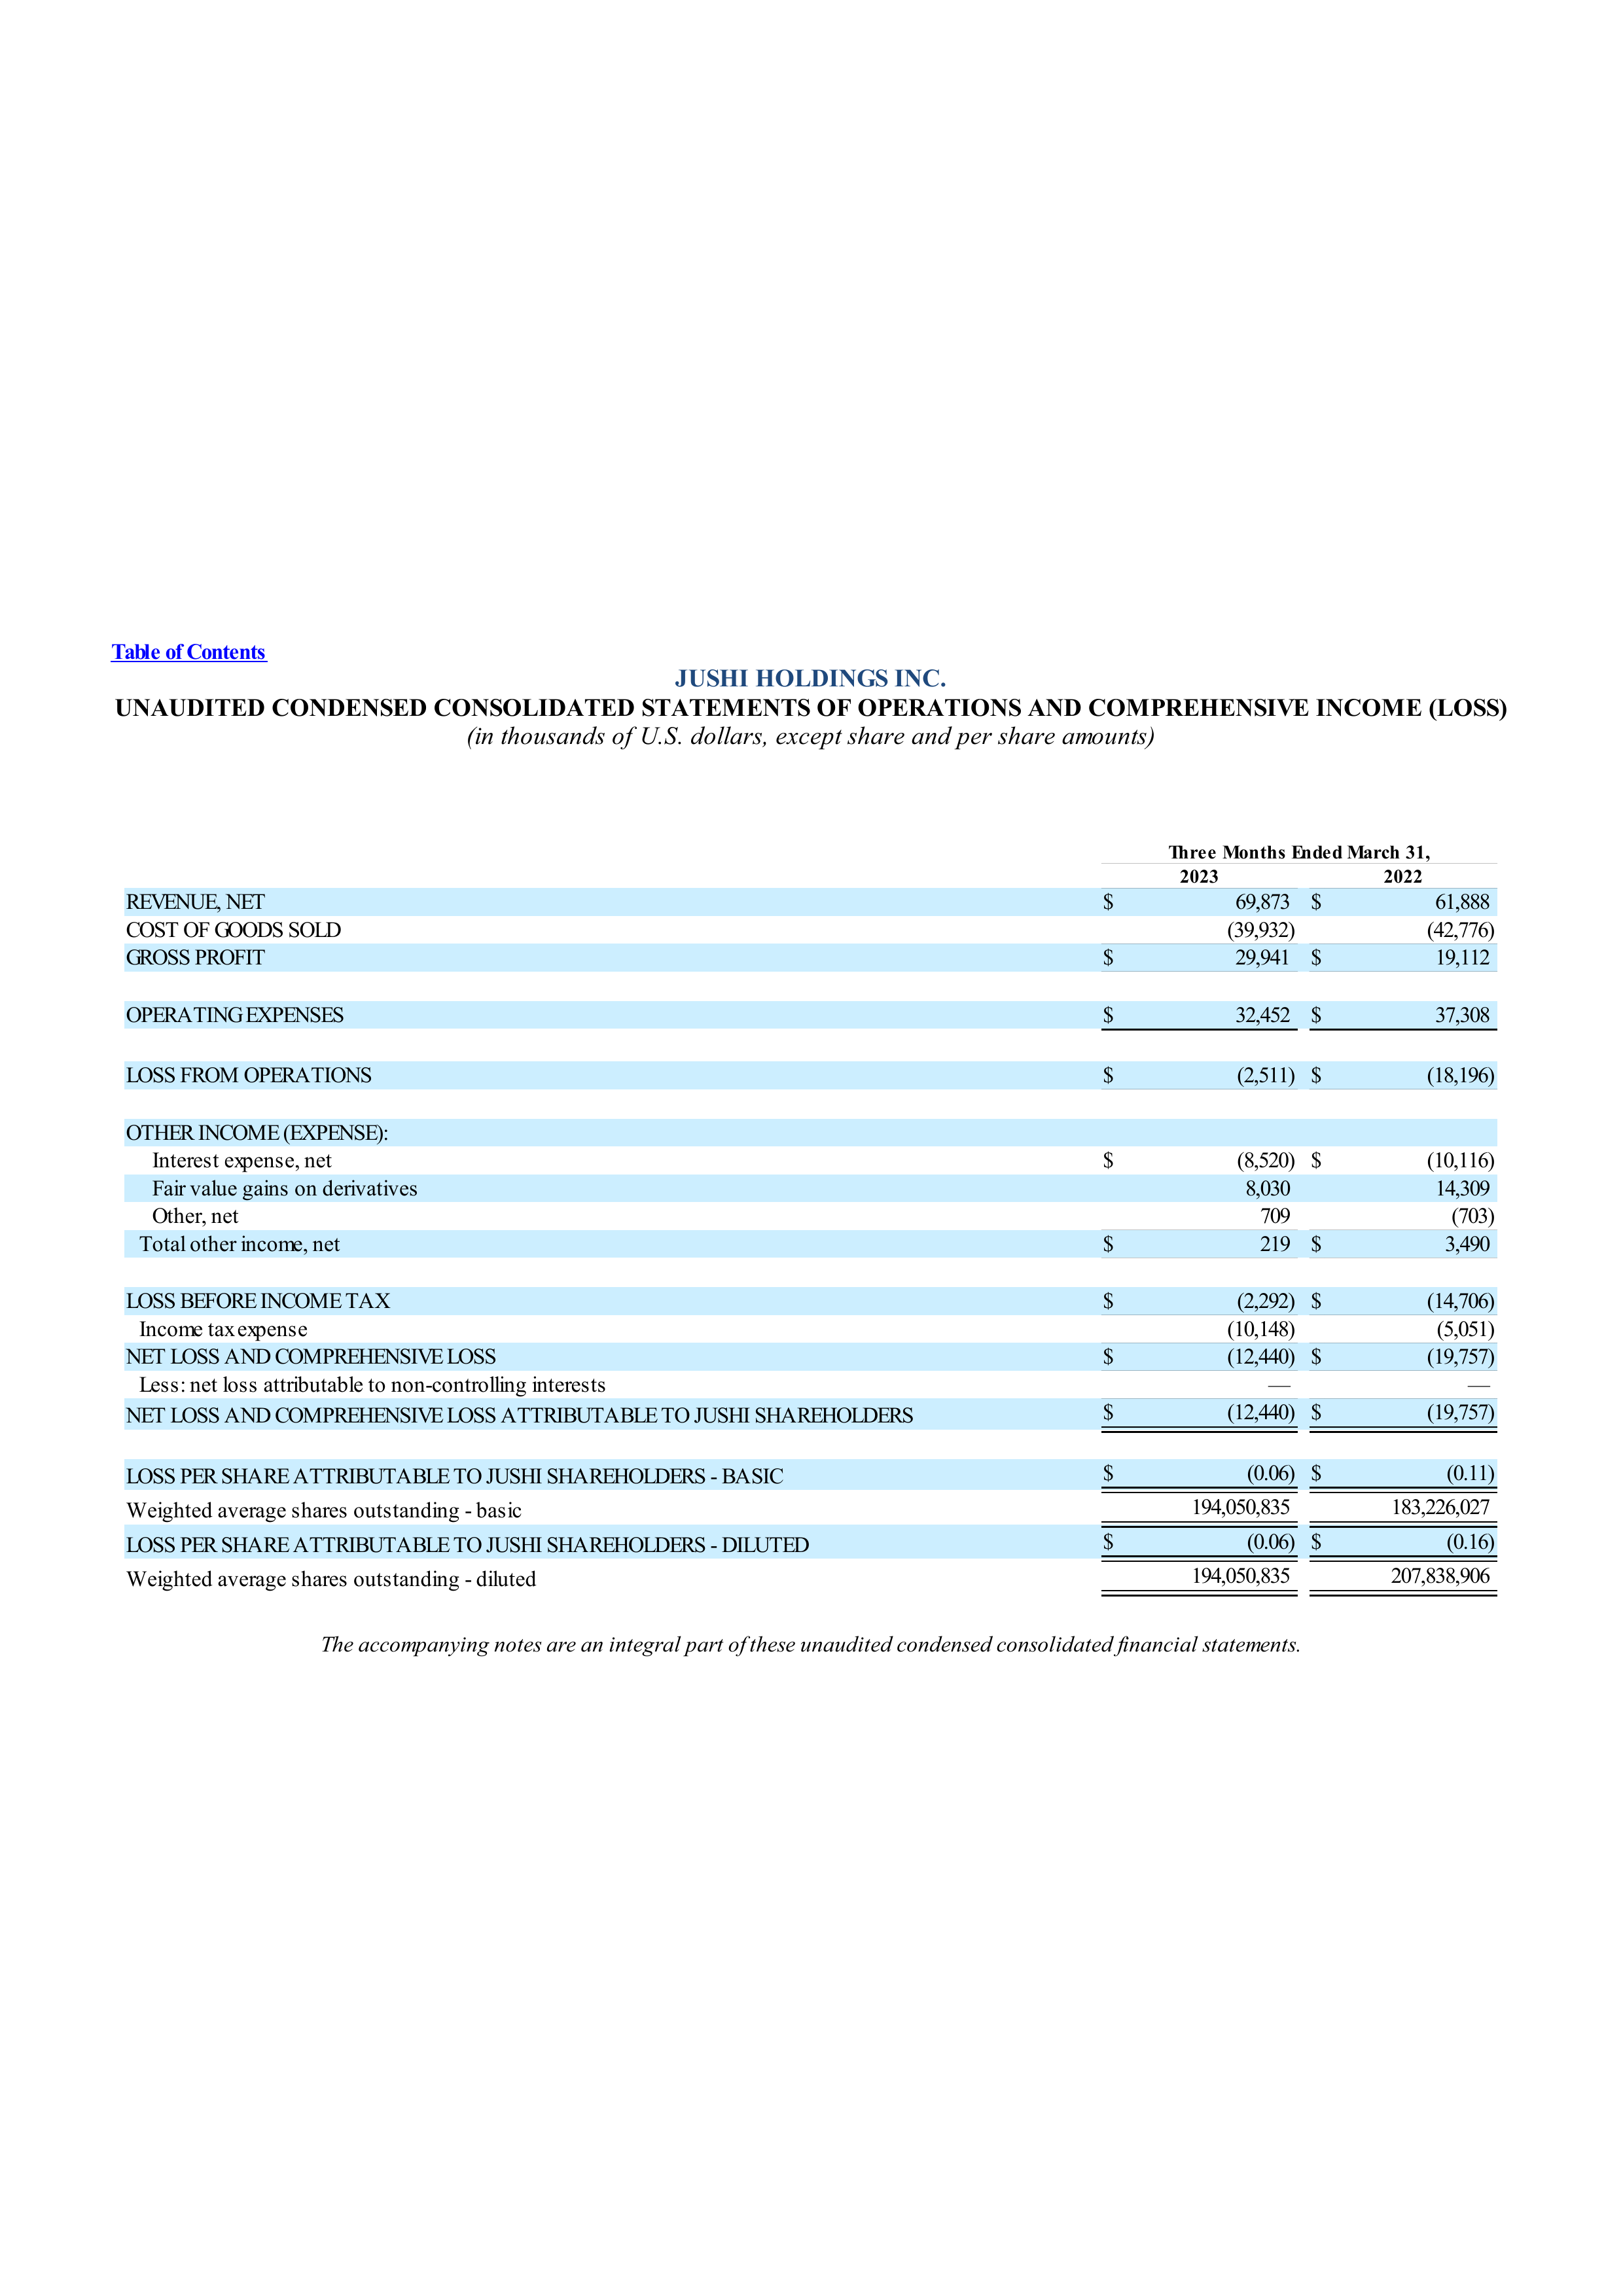 Table of Contents
JUSHI HOLDINGS INC.
UNAUDITED CONDENSED CONSOLIDATED STATEMENTS OF OPERATIONS AND COMPREHENSIVE INCOME (LOSS)
(in thousands of U.S. dollars, except share and per share amounts)
Three Months Ended March 31,
2023 2022
REVENUE, NET $ 69,873 $ 61,888
COST OF GOODS SOLD (39,932) (42,776)
GROSS PROFIT $ 29,941 $ 19,112
OPERATING EXPENSES $ 32,452 $ 37,308
LOSS FROM OPERATIONS $ (2,511) $ (18,196)
OTHER INCOME (EXPENSE):
Interest expense, net $ (8,520) $ (10,116)
Fair value gains on derivatives 8,030 14,309
Other, net 709 (703)
Total other income, net $ 219 $ 3,490
LOSS BEFORE INCOME TAX $ (2,292) $ (14,706)
Income tax expense (10,148) (5,051)
NET LOSS AND COMPREHENSIVE LOSS $ (12,440) $ (19,757)
Less: net loss attributable to non-controlling interests — —
NET LOSS AND COMPREHENSIVE LOSS ATTRIBUTABLE TO JUSHI SHAREHOLDERS $ (12,440) $ (19,757)
LOSS PER SHARE ATTRIBUTABLE TO JUSHI SHAREHOLDERS - BASIC $ (0.06) $ (0.11)
Weighted average shares outstanding - basic 194,050,835 183,226,027
LOSS PER SHARE ATTRIBUTABLE TO JUSHI SHAREHOLDERS - DILUTED $ (0.06) $ (0.16)
Weighted average shares outstanding - diluted 194,050,835 207,838,906
The accompanying notes are an integral part of these unaudited condensed consolidated financial statements.